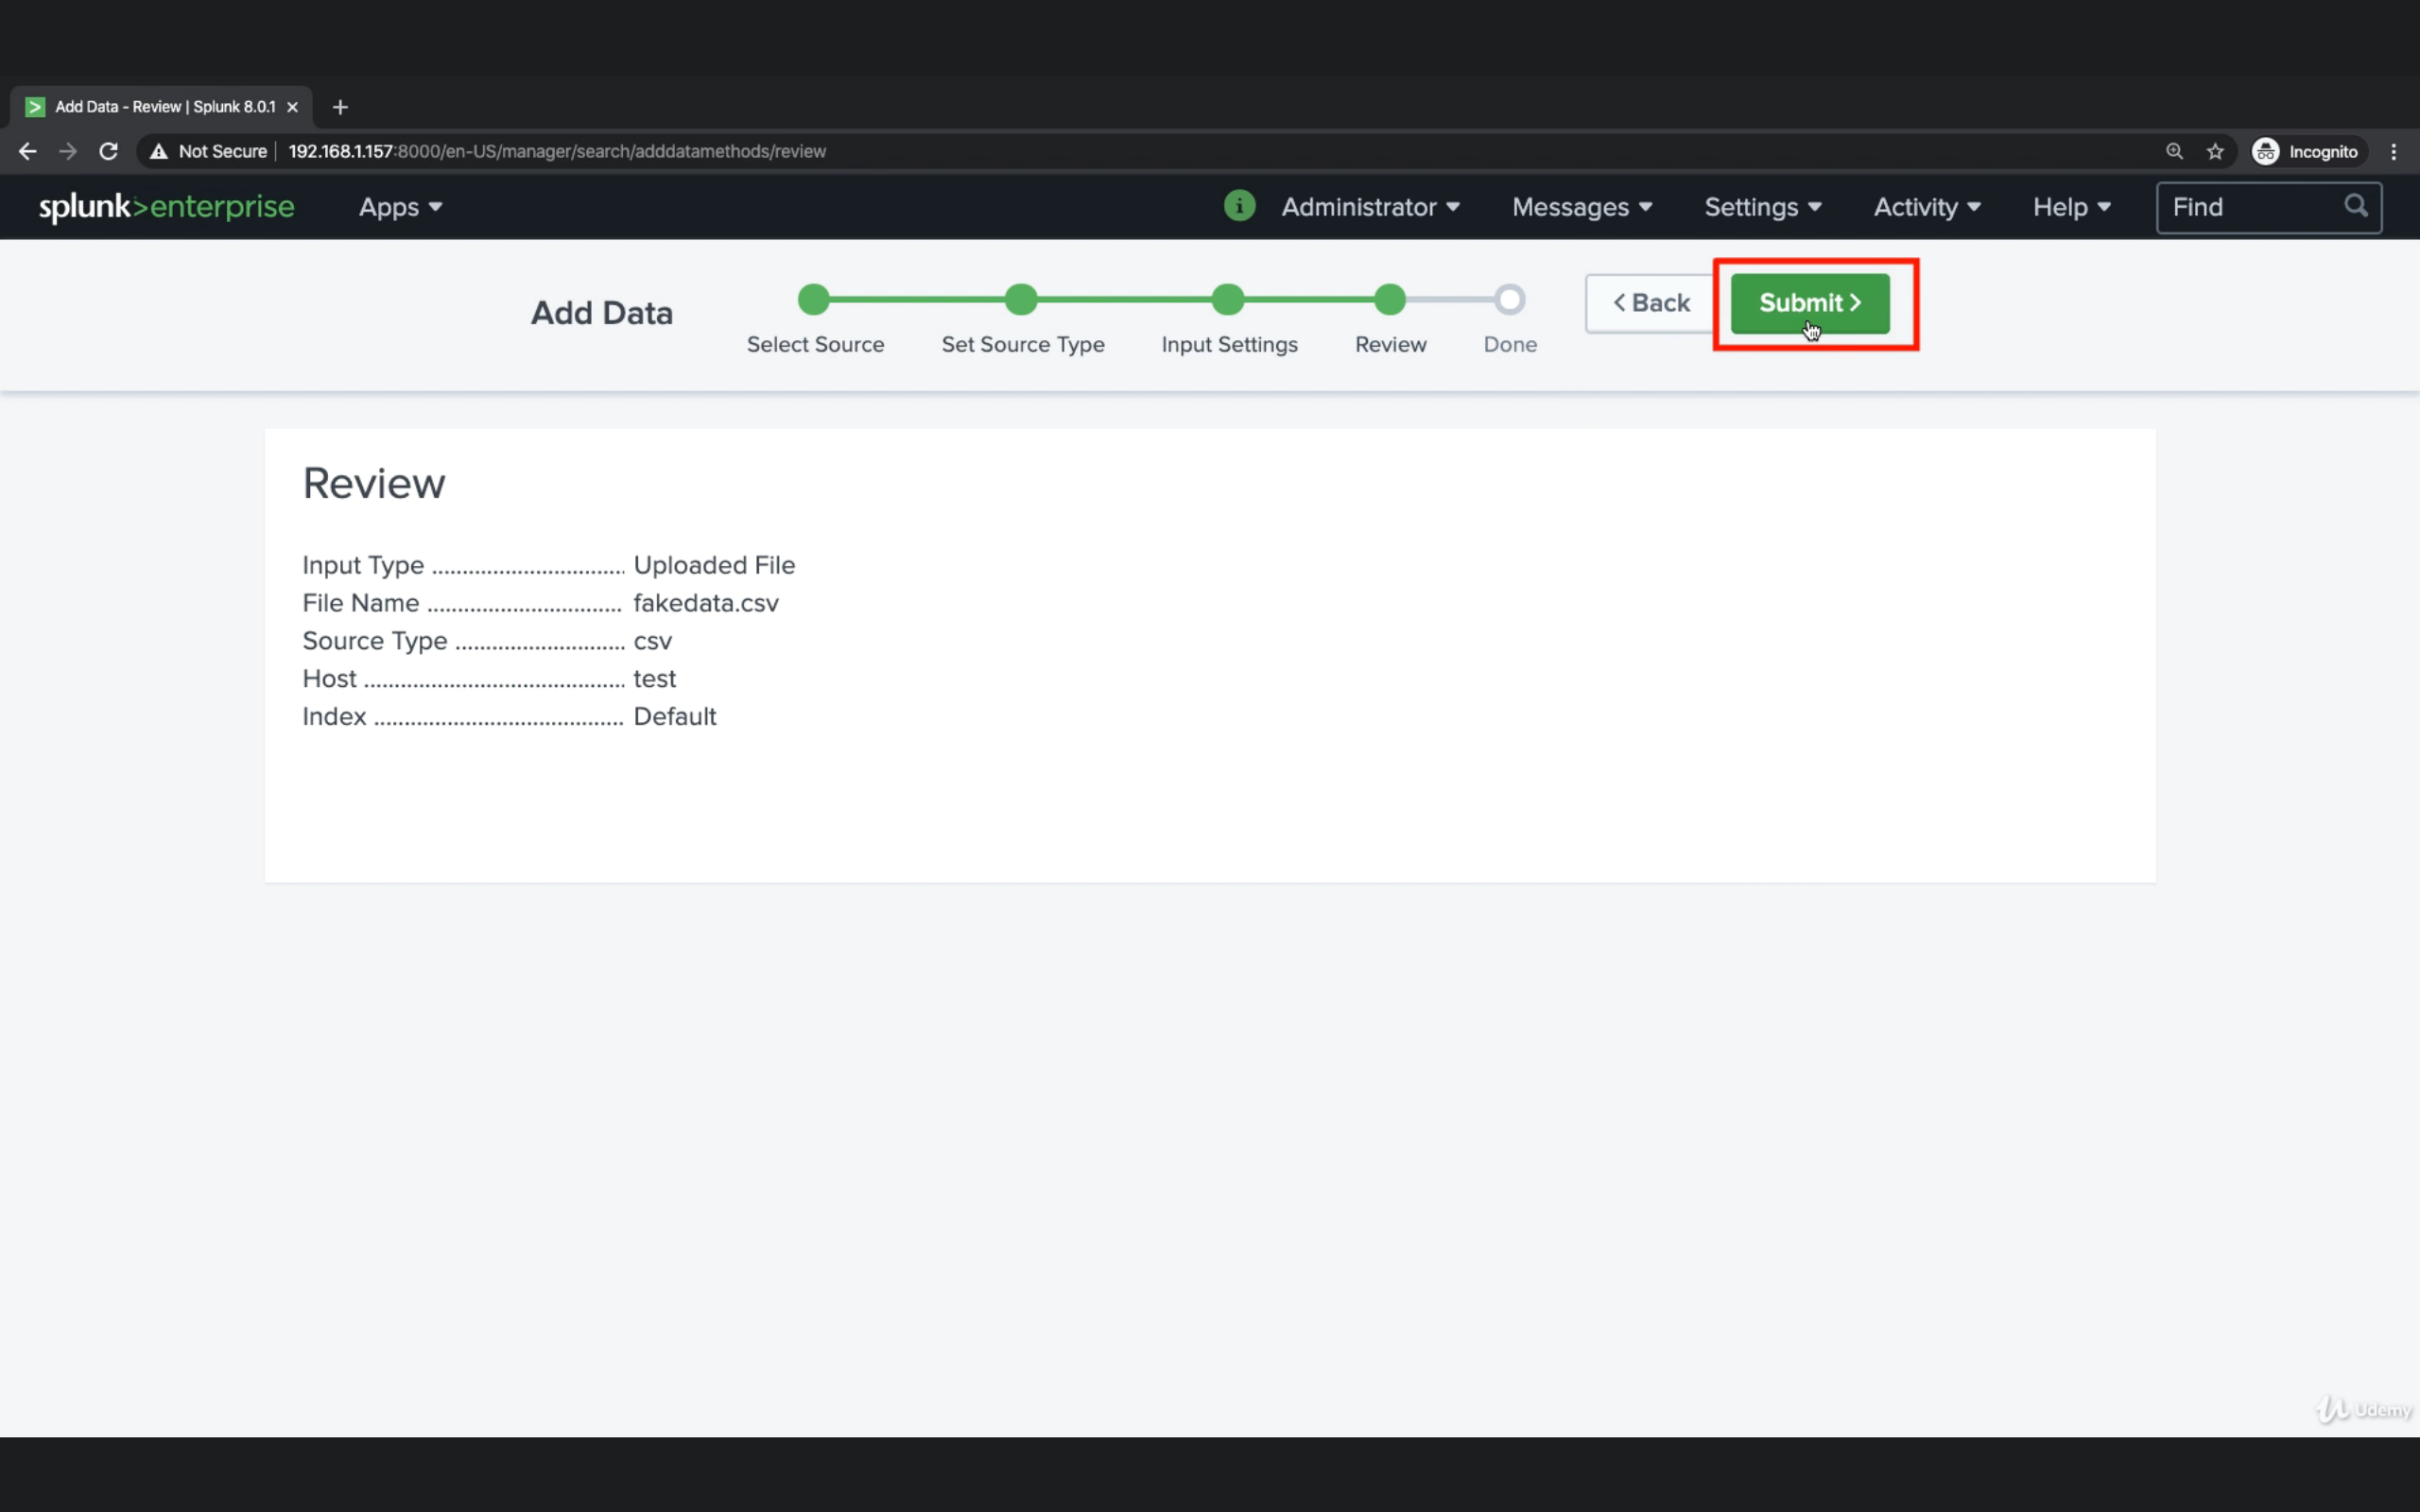 Add Data - Review | Splunk 8.0.1
Not Secure | 192.168.1.157:8000/en-US/manager/search/adddatamethods/review
Incognito
splunk>enterprise Apps Administrator Messages Settings Activity Help Find
Add Data
Select Source Set Source Type Input Settings Review Done
< Back Submit >
Review
Input Type ................................ Uploaded File
File Name ................................ fakedata.csv
Source Type ............................ csv
Host ........................................... test
Index ......................................... Default
Udemy